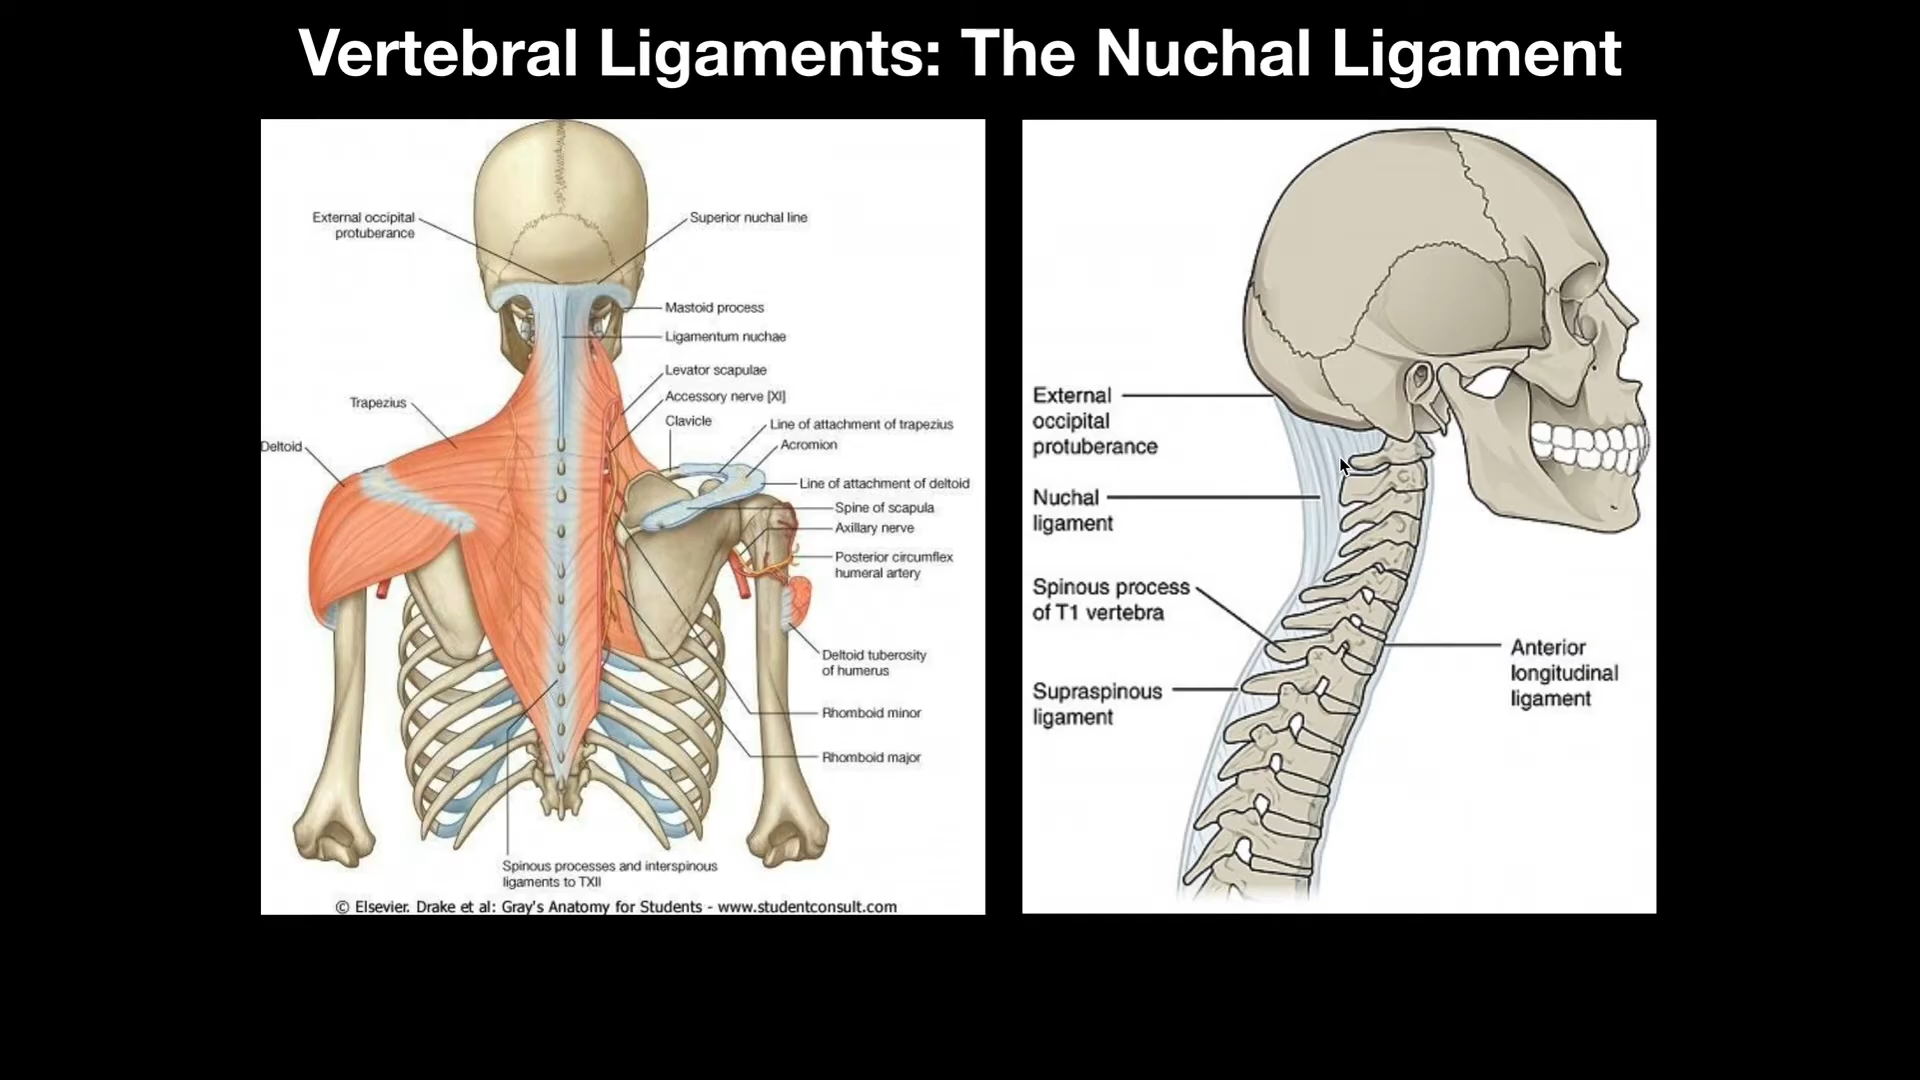 Vertebral Ligaments: The Nuchal Ligament
External occipital
protuberance
Superior nuchal line
Mastoid process
Ligamentum nuchae
Levator scapulae
Accessory nerve [XI]
Clavicle
Line of attachment of trapezius
Acromion
Trapezius
Deltoid
Line of attachment of deltoid
Spine of scapula
Axillary nerve
Posterior circumflex
humeral artery
Deltoid tuberosity
of humerus
Rhomboid minor
Rhomboid major
Spinous processes and interspinous
ligaments to TXII
© Elsevier. Drake et al: Gray's Anatomy for Students - www.studentconsult.com
External
occipital
protuberance
Nuchal
ligament
Spinous process
of T1 vertebra
Supraspinous
ligament
Anterior
longitudinal
ligament